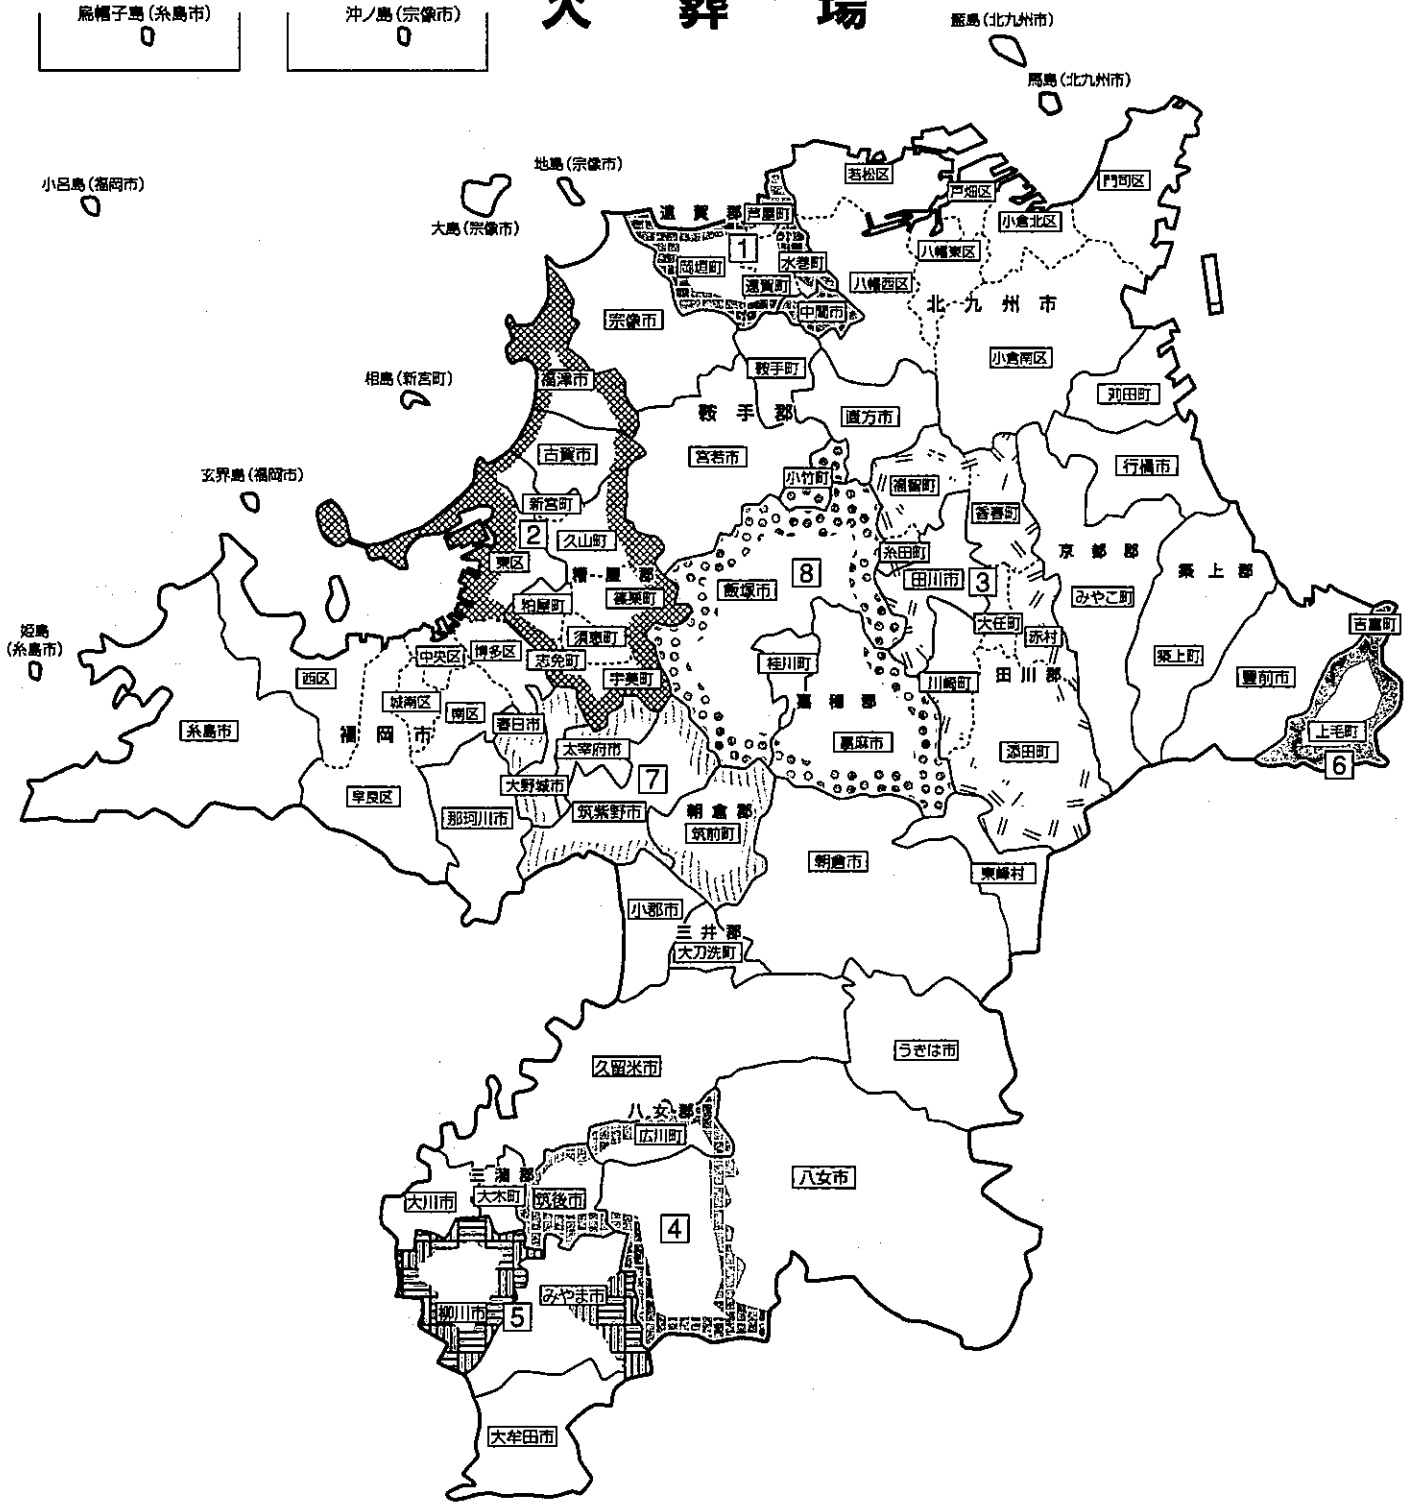 烏帽子島(糸島市)
沖ノ島(宗像市)
火葬場
藍島(北九州市)
馬島(北九州市)
小呂島(福岡市)
大島(宗像市)
地島(宗像市)
若松区
戸畑区
門司区
小倉北区
遠賀郡
芦屋町
1
岡垣町
水巻町
遠賀町
中間市
八幡西区
八幡東区
北九州市
小倉南区
宗像市
鞍手町
鞍手郡
直方市
苅田町
行橋市
相島(新宮町)
福津市
古賀市
新宮町
宮若市
小竹町
福智町
香春町
京都郡
みやこ町
築上郡
築上町
豊前市
吉富町
上毛町
6
玄界島(福岡市)
2
久山町
東区
糟屋郡
粕屋町
篠栗町
須恵町
志免町
宇美町
飯塚市
8
桂川町
嘉穂郡
嘉麻市
糸田町
田川市
3
大任町
赤村
川崎町
田川郡
添田町
姫島
(糸島市)
糸島市
西区
中央区
博多区
城南区
南区
福岡市
早良区
春日市
太宰府市
大野城市
7
那珂川市
筑紫野市
朝倉郡
筑前町
朝倉市
東峰村
小郡市
三井郡
大刀洗町
久留米市
うきは市
八女郡
広川町
八女市
三潴郡
大川市
大木町
筑後市
4
柳川市
5
みやま市
大牟田市